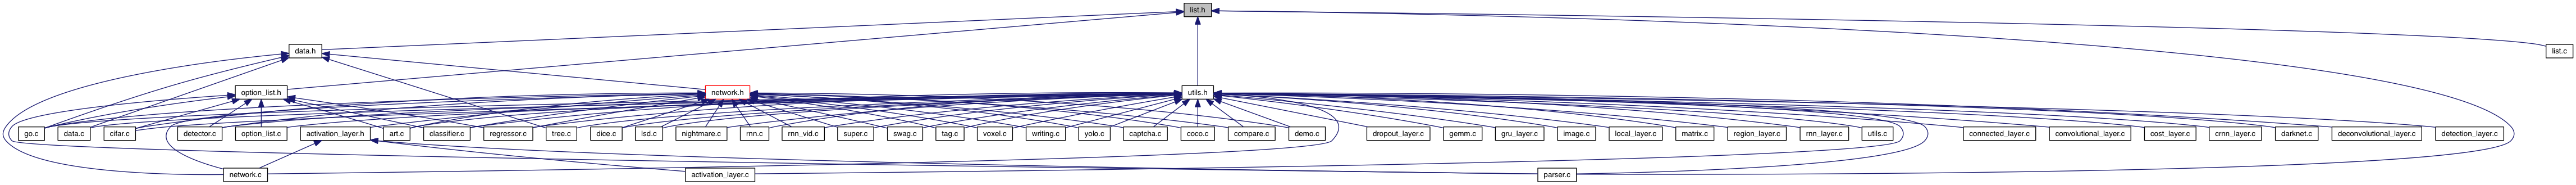 list.h
data.h
list.c
option_list.h
network.h
utils.h
go.c
data.c
cifar.c
detector.c
option_list.c
activation_layer.h
art.c
classifier.c
regressor.c
tree.c
dice.c
lsd.c
nightmare.c
rnn.c
rnn_vid.c
super.c
swag.c
tag.c
voxel.c
writing.c
yolo.c
captcha.c
coco.c
compare.c
demo.c
dropout_layer.c
gemm.c
gru_layer.c
image.c
local_layer.c
matrix.c
region_layer.c
rnn_layer.c
utils.c
connected_layer.c
convolutional_layer.c
cost_layer.c
crnn_layer.c
darknet.c
deconvolutional_layer.c
detection_layer.c
network.c
activation_layer.c
parser.c